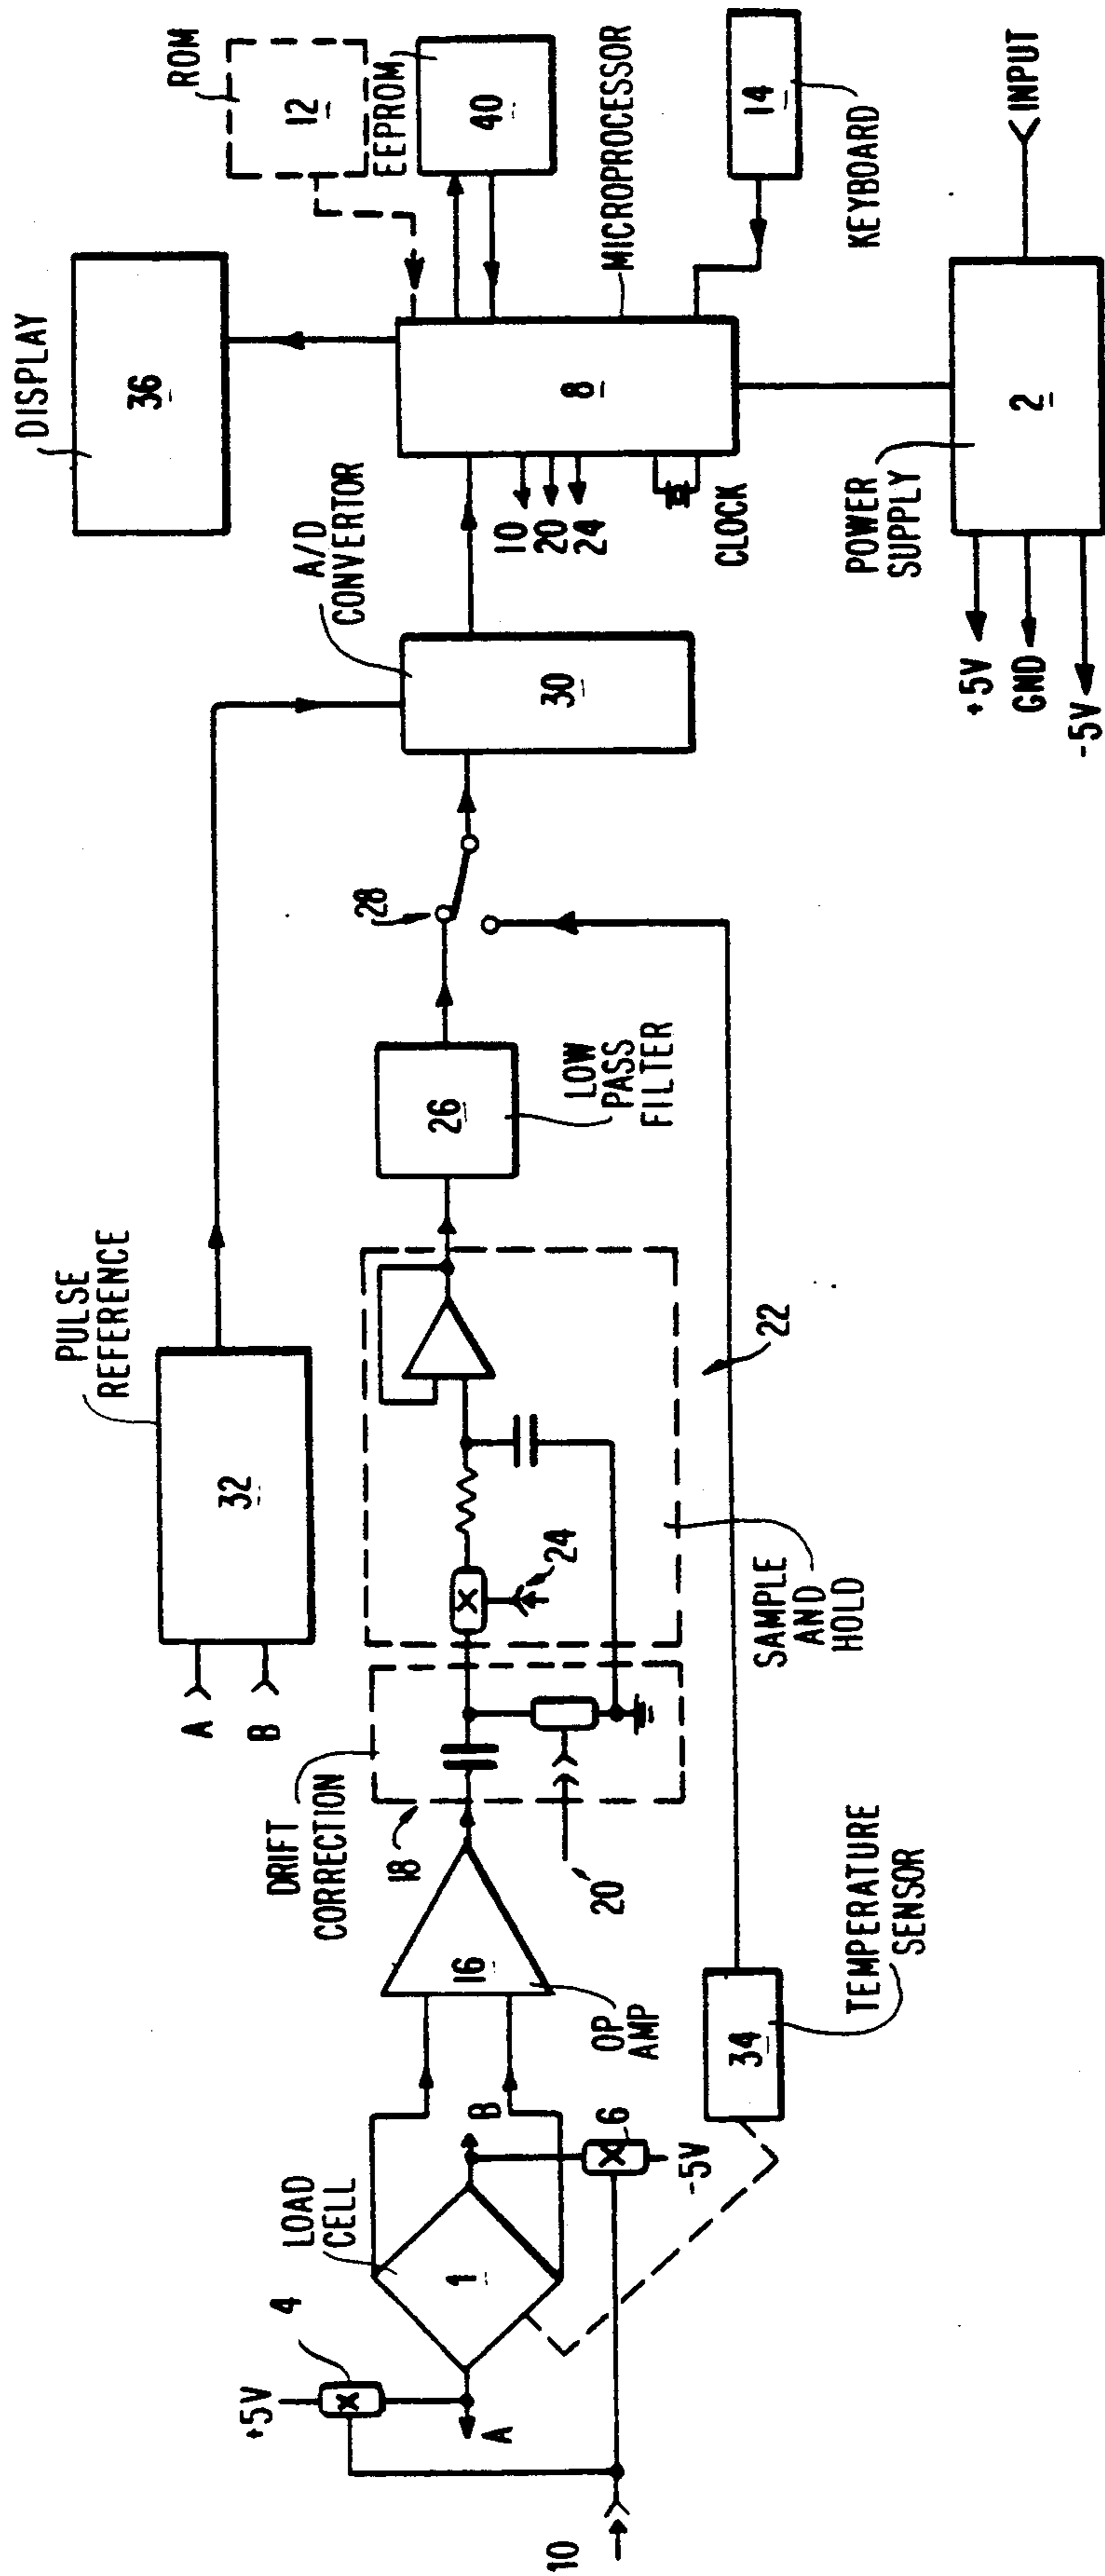 DISPLAY
36
ROM
12
EEPROM
40
MICROPROCESSOR
8
10
20
24
CLOCK
14
KEYBOARD
POWER
SUPPLY
2
INPUT
+5V
GND
-5V
A/D
CONVERTOR
30
28
LOW
PASS
FILTER
26
PULSE
REFERENCE
32
A
B
22
24
SAMPLE
AND
HOLD
DRIFT
CORRECTION
18
20
16
OP
AMP
TEMPERATURE
SENSOR
34
LOAD
CELL
1
B
6
-5V
4
+5V
A
10